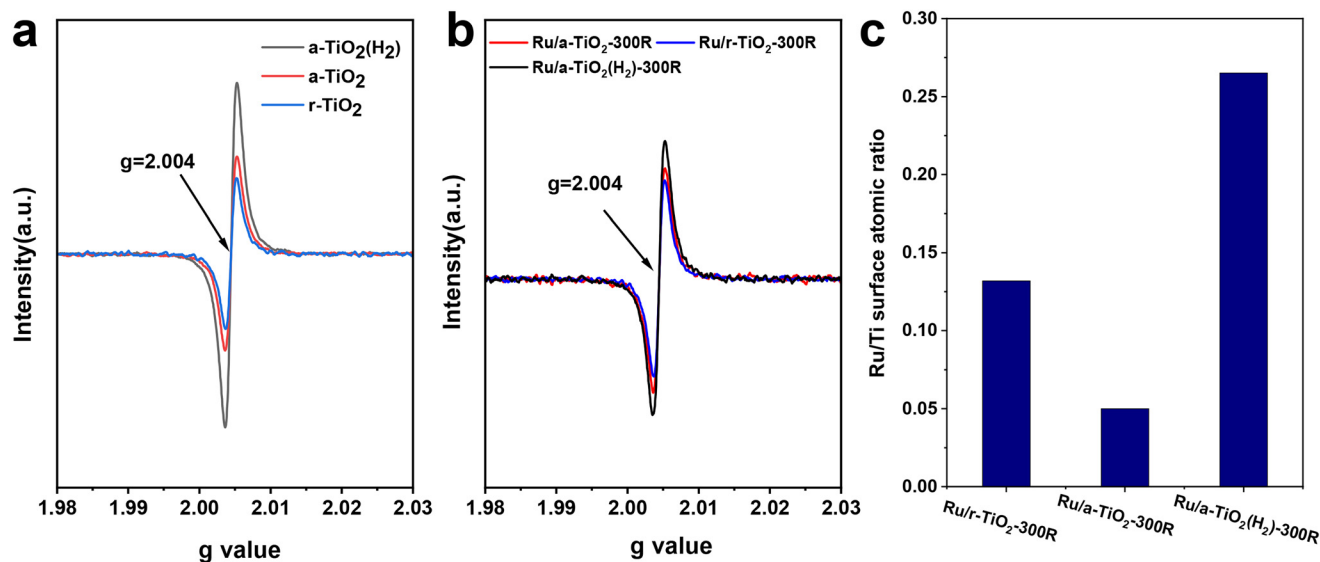 a
a-TiO2(H2)
a-TiO2
r-TiO2
g=2.004
Intensity(a.u.)
1.98 1.99 2.00 2.01 2.02 2.03
g value
b
Ru/a-TiO2-300R Ru/r-TiO2-300R
Ru/a-TiO2(H2)-300R
g=2.004
Intensity(a.u.)
1.98 1.99 2.00 2.01 2.02 2.03
g value
c
Ru/Ti surface atomic ratio
0.30
0.25
0.20
0.15
0.10
0.05
0.00
Ru/r-TiO2-300R
Ru/a-TiO2-300R
Ru/a-TiO2(H2)-300R